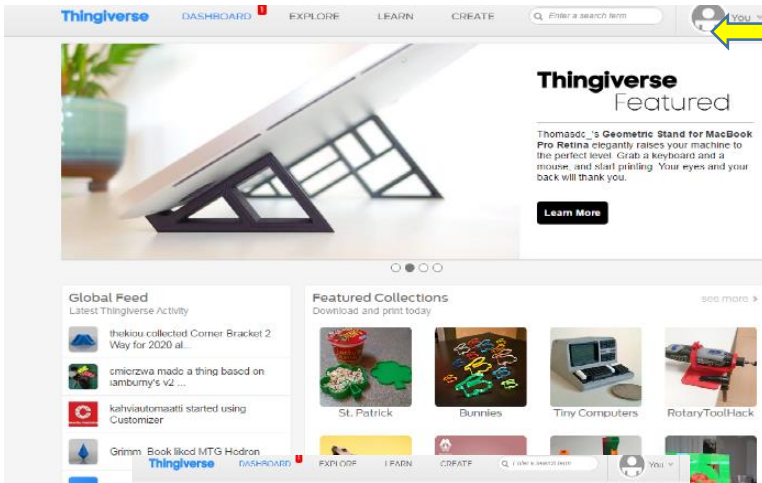 Thingiverse DASHBOARD 1 EXPLORE LEARN CREATE Enter a search term You
Thingiverse
Featured
Thomasdc_'s Geometric Stand for MacBook
Pro Retina elegantly raises your machine to
the perfect level. Grab a keyboard and a
mouse, and start printing. Your eyes and your
back will thank you.
Learn More
Global Feed
Latest Thingiverse Activity
thekiou collected Corner Bracket 2
Way for 2020 al...
smierzwa made a thing based on
iamburny's v2 ...
kahviautomaatti started using
Customizer
Grimm_Book liked MTG Hedron
Featured Collections
see more
Download and print today
St. Patrick
Bunnies
Tiny Computers
RotaryToolHack
Thingiverse DASHBOARD EXPLORE LEARN CREATE Enter a search term You